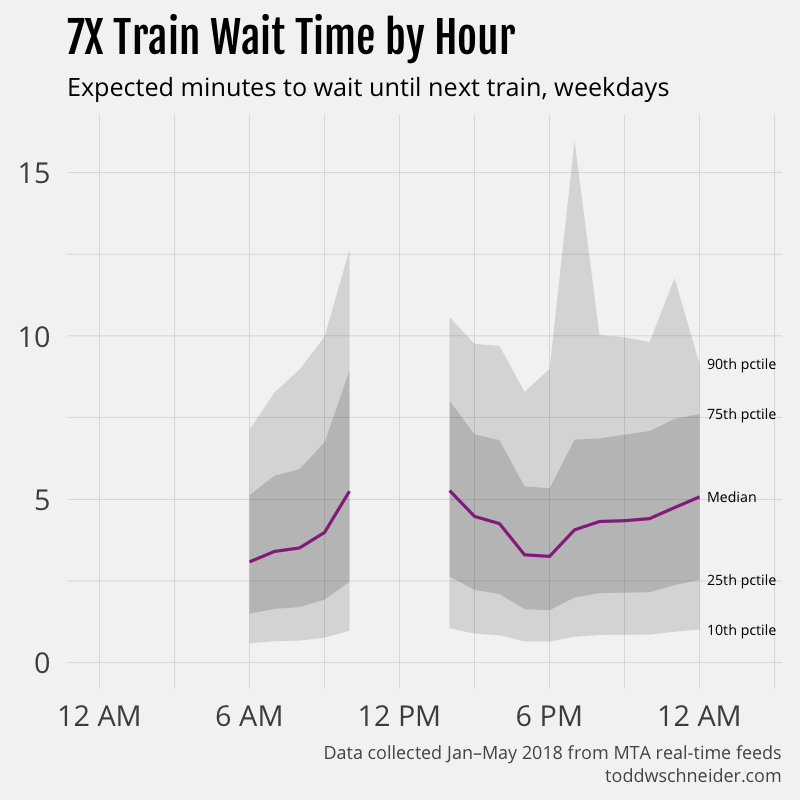 7X Train Wait Time by Hour
Expected minutes to wait until next train, weekdays
15
10
90th pctile
75th pctile
5
Median
25th pctile
10th pctile
0
12 AM 6 AM 12 PM 6 PM 12 AM
Data collected Jan–May 2018 from MTA real-time feeds
toddwschneider.com